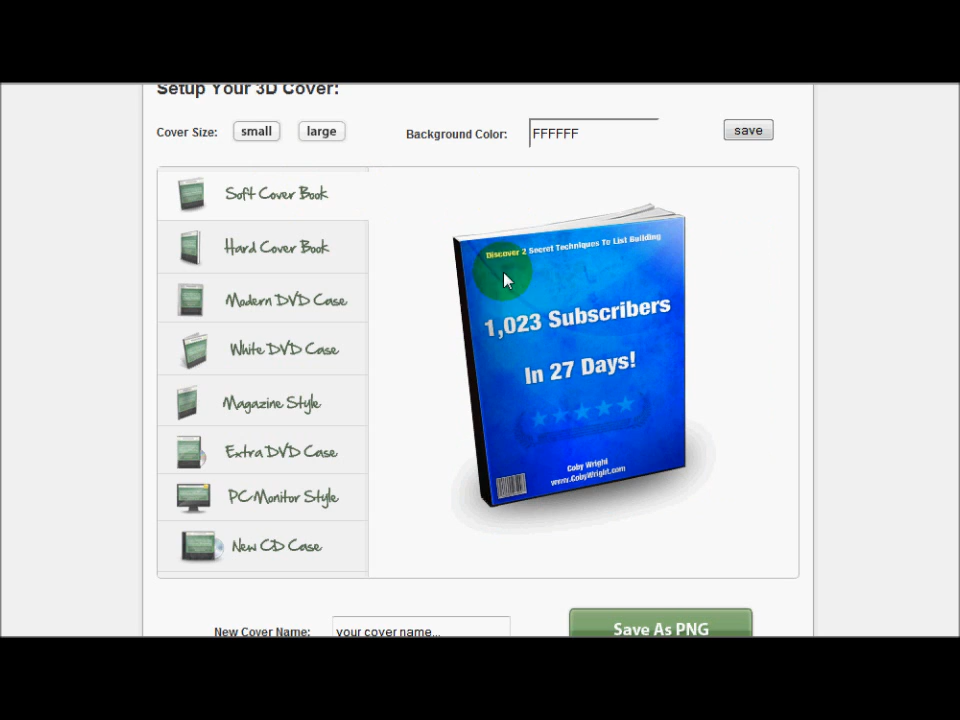 Setup Your 3D Cover:
Cover Size: small large Background Color: FFFFFF save
Soft Cover Book
Hard Cover Book
Modern DVD Case
White DVD Case
Magazine Style
Extra DVD Case
PC Monitor Style
New CD Case
Discover 2 Secret Techniques To List Building
1,023 Subscribers
In 27 Days!
Coby Wright
www.CobyWright.com
New Cover Name: your cover name... Save As PNG